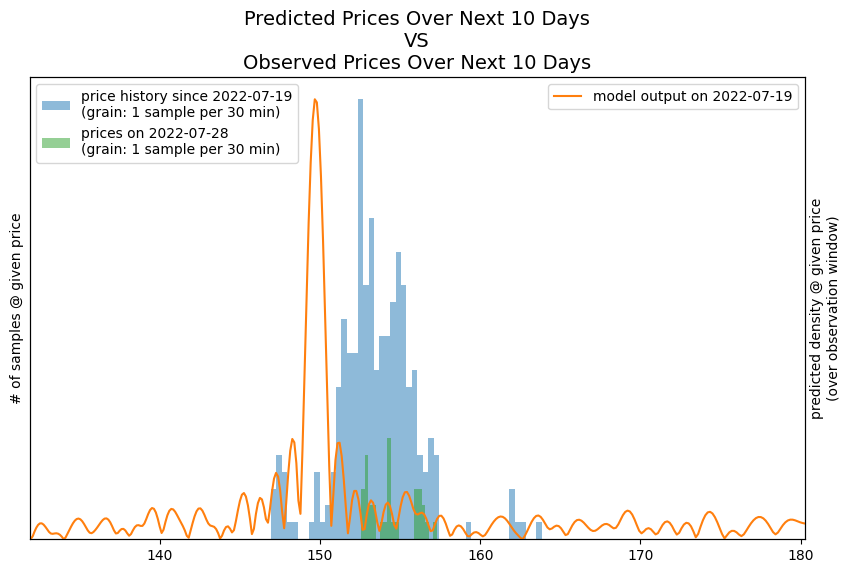 Predicted Prices Over Next 10 Days
VS
Observed Prices Over Next 10 Days
price history since 2022-07-19
(grain: 1 sample per 30 min)
prices on 2022-07-28
(grain: 1 sample per 30 min)
model output on 2022-07-19
# of samples @ given price
predicted density @ given price
(over observation window)
140
150
160
170
180